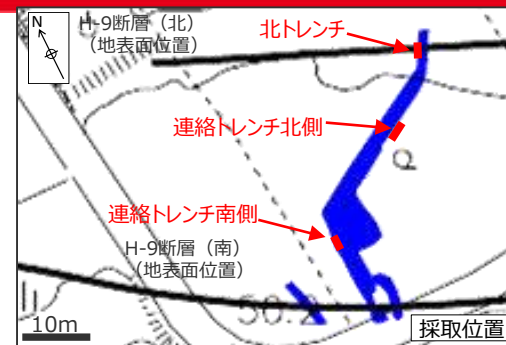 N
H-9断層（北）
（地表面位置）
北トレンチ
連絡トレンチ北側
連絡トレンチ南側
H-9断層（南）
（地表面位置）
50.2
10m
採取位置